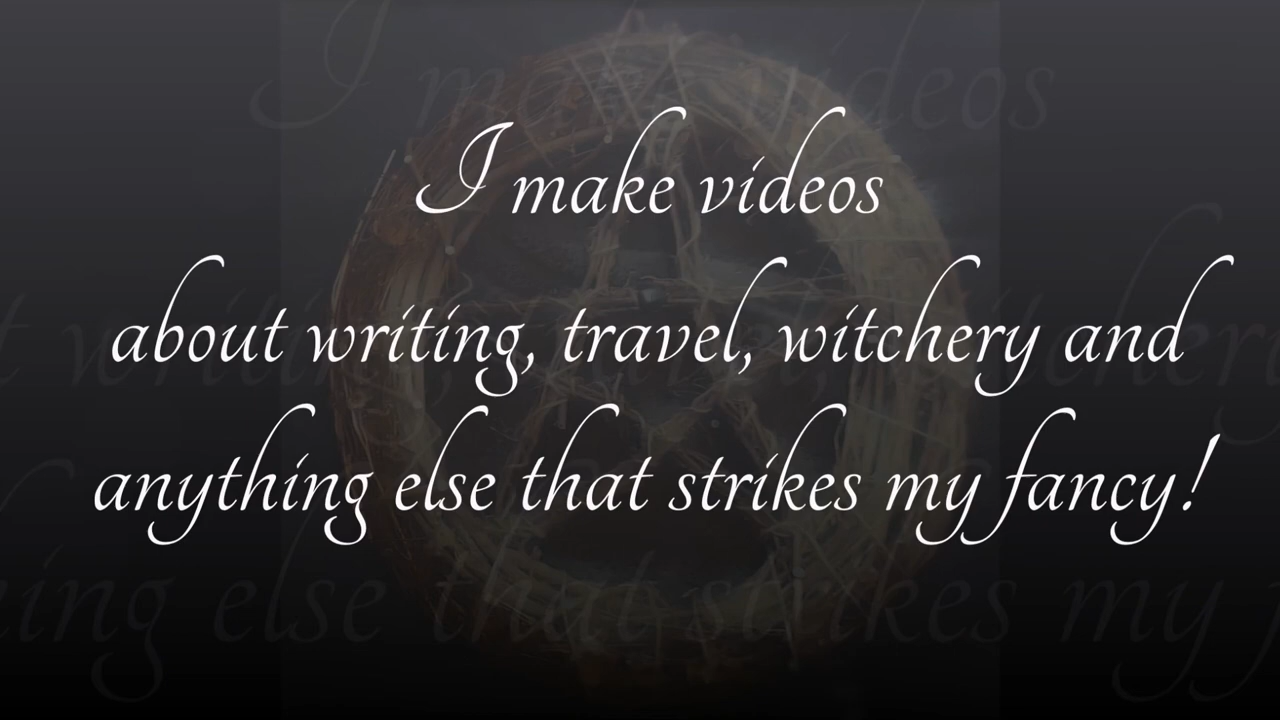 I make videos
about writing, travel, witchery and
anything else that strikes my fancy!